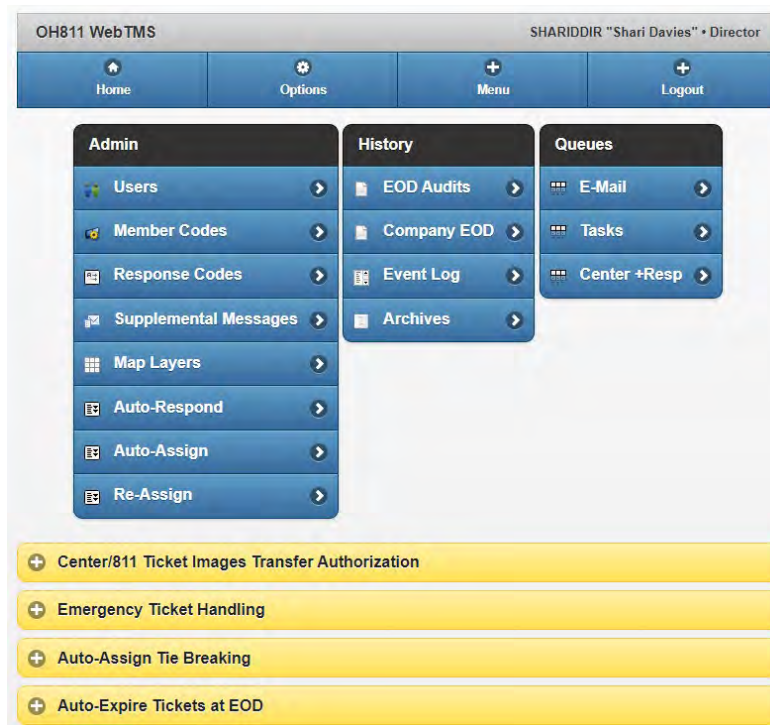 OH811 WebTMS
SHARIDDIR "Shari Davies" • Director
Home
Options
Menu
Logout
Admin
Users
Member Codes
Response Codes
Supplemental Messages
Map Layers
Auto-Respond
Auto-Assign
Re-Assign
History
EOD Audits
Company EOD
Event Log
Archives
Queues
E-Mail
Tasks
Center +Resp
Center/811 Ticket Images Transfer Authorization
Emergency Ticket Handling
Auto-Assign Tie Breaking
Auto-Expire Tickets at EOD